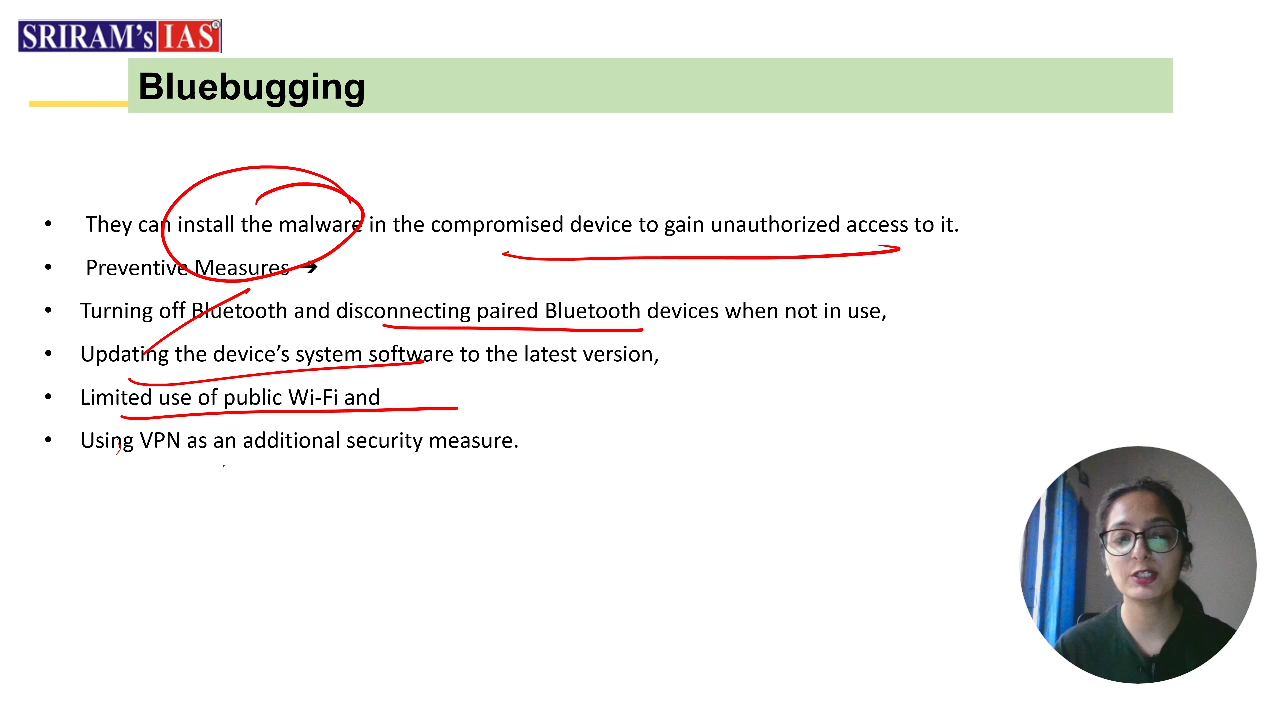 SRIRAM's IAS
Bluebugging
• They can install the malware in the compromised device to gain unauthorized access to it.
• Preventive Measures ➔
• Turning off Bluetooth and disconnecting paired Bluetooth devices when not in use,
• Updating the device’s system software to the latest version,
• Limited use of public Wi-Fi and
• Using VPN as an additional security measure.